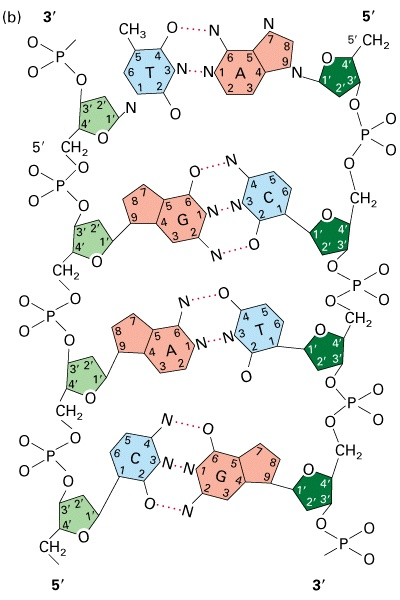 (b) 3′ 5′
CH₃ O N N 5′ CH₂
O P 5 4 6 5 7 8 O 4′
O 6 T 3 N N 1 A 4 9 N 1′ 2′ 3′
O 1 2 2 3 O
3′ 2′ N O
4′ 1′ O P O
O O
5′ CH₂
O O N O
O P O 4 5
7 5 6 3 C 6 CH₂
O 8 G 1 N N 2 1
O 9 4 3 2 O 4′
3′ 2′ N O 1′ 2′ 3′
4′ 1′
O O
CH₂ O P O
O O
O N O O
O P 7 5 6 4 5 CH₂
O 8 A 1 N N 3 T 6 O 4′
O 9 4 3 2 2 1 1′ 2′ 3′
3′ 2′ O
4′ 1′ O O
O P O
CH₂ O
O N O O
O P 5 4 6 5 7 CH₂
O 6 C 3 N N 1 G 4 8
O 1 2 2 3 9 O 4′
3′ 2′ O N 1′ 2′ 3′
4′ 1′ O
O P O
CH₂ O
5′ 3′